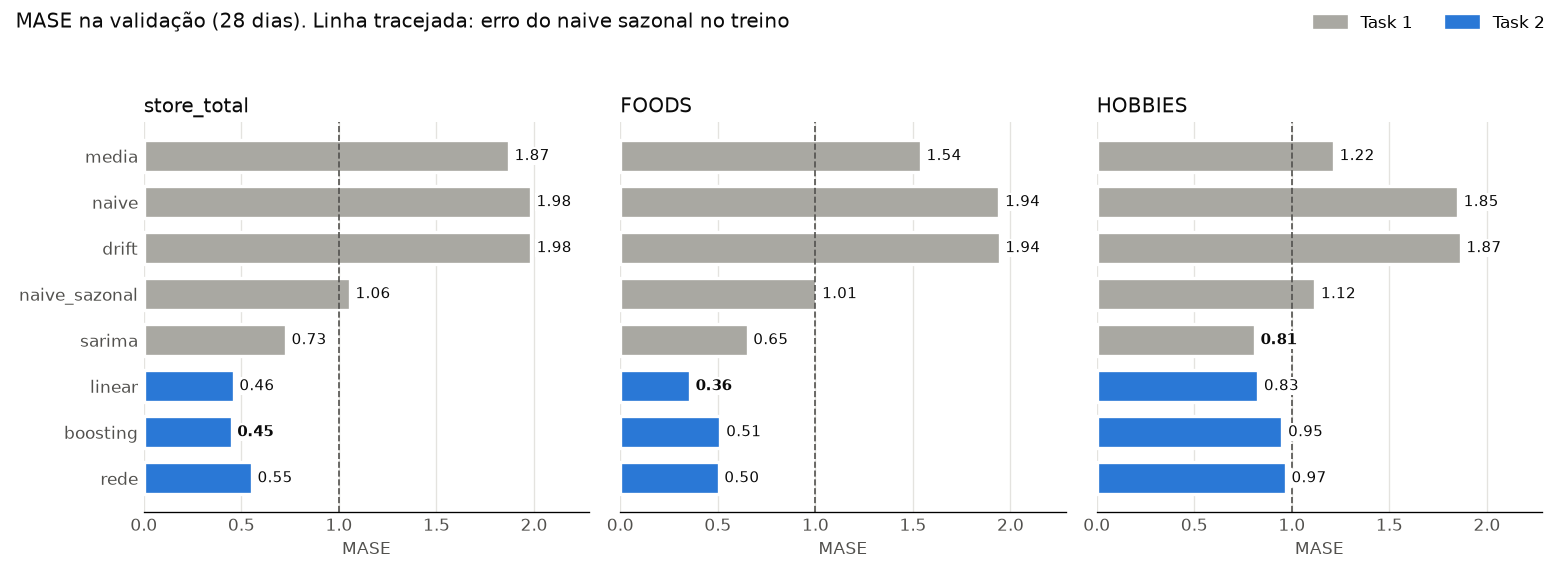 MASE na validação (28 dias). Linha tracejada: erro do naive sazonal no treino
Task 1
Task 2
store_total
FOODS
HOBBIES
media
1.87
1.54
1.22
naive
1.98
1.94
1.85
drift
1.98
1.94
1.87
naive_sazonal
1.06
1.01
1.12
sarima
0.73
0.65
0.81
linear
0.46
0.36
0.83
boosting
0.45
0.51
0.95
rede
0.55
0.50
0.97
0.0 0.5 1.0 1.5 2.0
0.0 0.5 1.0 1.5 2.0
0.0 0.5 1.0 1.5 2.0
MASE
MASE
MASE